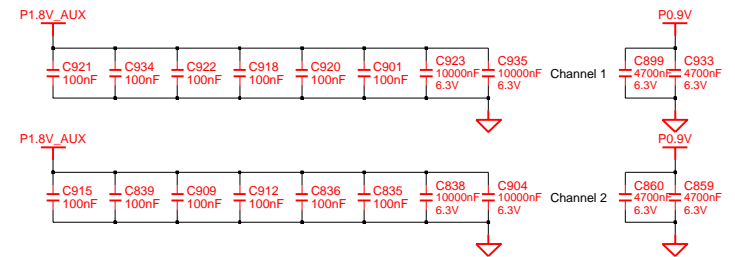 P1.8V_AUX P0.9V
C921 C934 C922 C918 C920 C901 C923 C935 C899 C933
100nF 100nF 100nF 100nF 100nF 100nF 10000nF 10000nF Channel 1 4700nF 4700nF
6.3V 6.3V 6.3V 6.3V
P1.8V_AUX P0.9V
C915 C839 C909 C912 C836 C835 C838 C904 C860 C859
100nF 100nF 100nF 100nF 100nF 100nF 10000nF 10000nF Channel 2 4700nF 4700nF
6.3V 6.3V 6.3V 6.3V